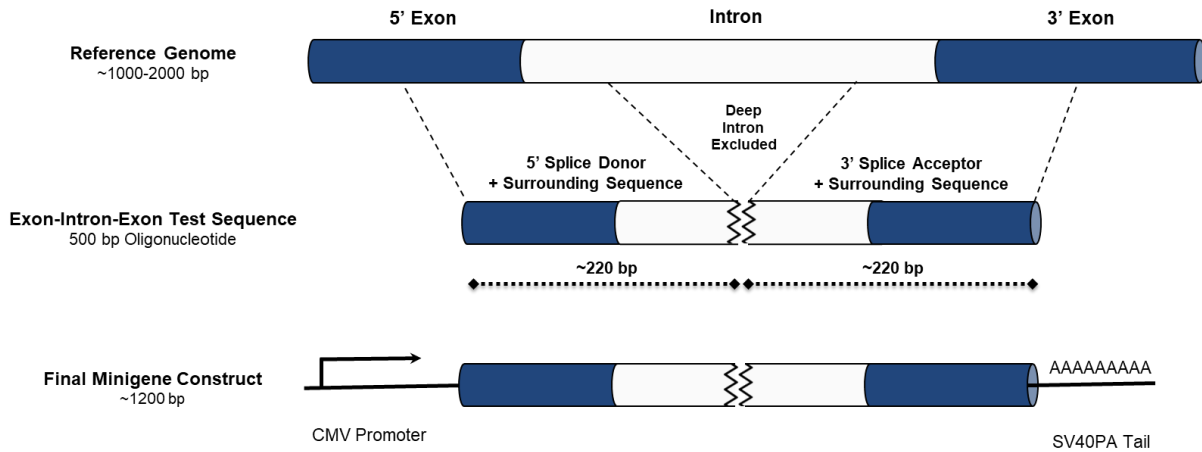 5’ Exon
Intron
3’ Exon
Reference Genome
~1000-2000 bp
Deep
Intron
Excluded
5’ Splice Donor
+ Surrounding Sequence
3’ Splice Acceptor
+ Surrounding Sequence
Exon-Intron-Exon Test Sequence
500 bp Oligonucleotide
~220 bp
~220 bp
Final Minigene Construct
~1200 bp
AAAAAAAAA
CMV Promoter
SV40PA Tail